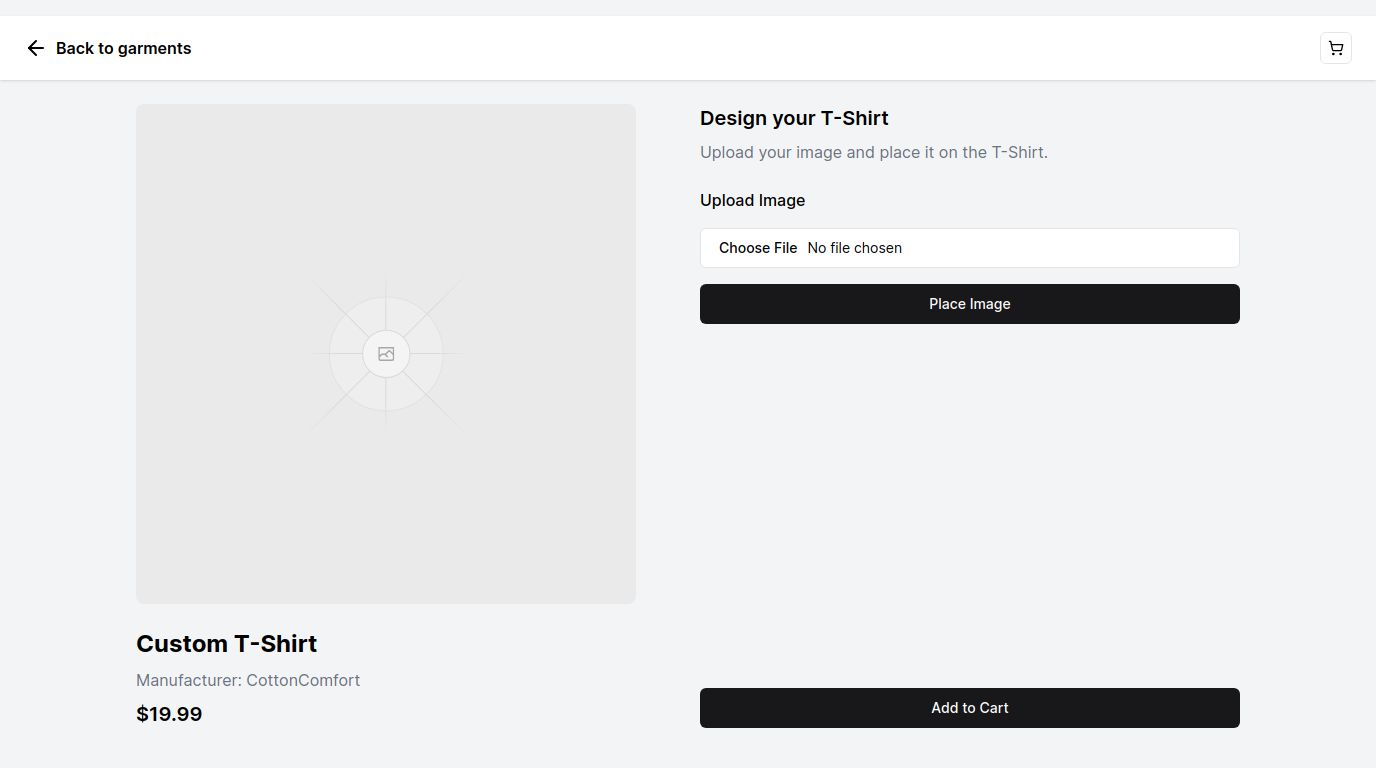 Back to garments
Design your T-Shirt
Upload your image and place it on the T-Shirt.
Upload Image
Choose File No file chosen
Place Image
Custom T-Shirt
Manufacturer: CottonComfort
$19.99
Add to Cart